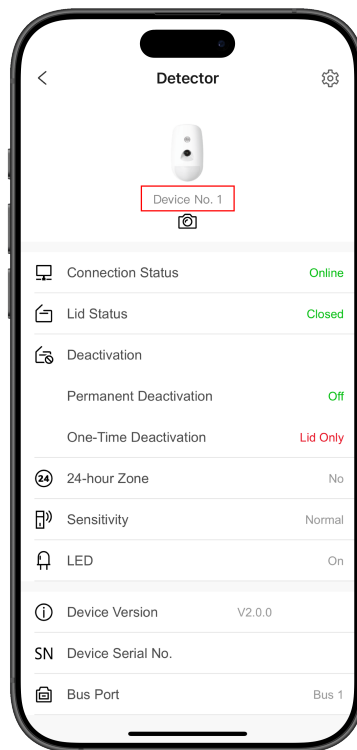 Detector
Device No. 1
Connection Status Online
Lid Status Closed
Deactivation
Permanent Deactivation Off
One-Time Deactivation Lid Only
24 24-hour Zone No
Sensitivity Normal
LED On
Device Version V2.0.0
SN Device Serial No.
Bus Port Bus 1